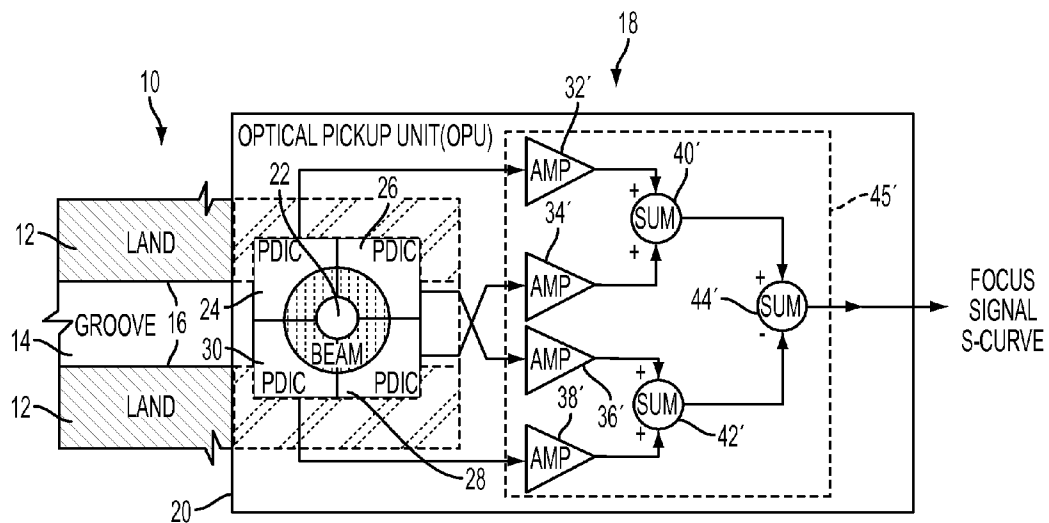 18
10
32´
OPTICAL PICKUP UNIT(OPU)
AMP
22
26
40´
45´
+
SUM
+
12
LAND
PDIC
PDIC
34´
24
AMP
+
44´
SUM
-
FOCUS
SIGNAL
S-CURVE
GROOVE
16
14
30
BEAM
AMP
+
SUM
+
PDIC
PDIC
36´
42´
12
LAND
38´
AMP
28
20